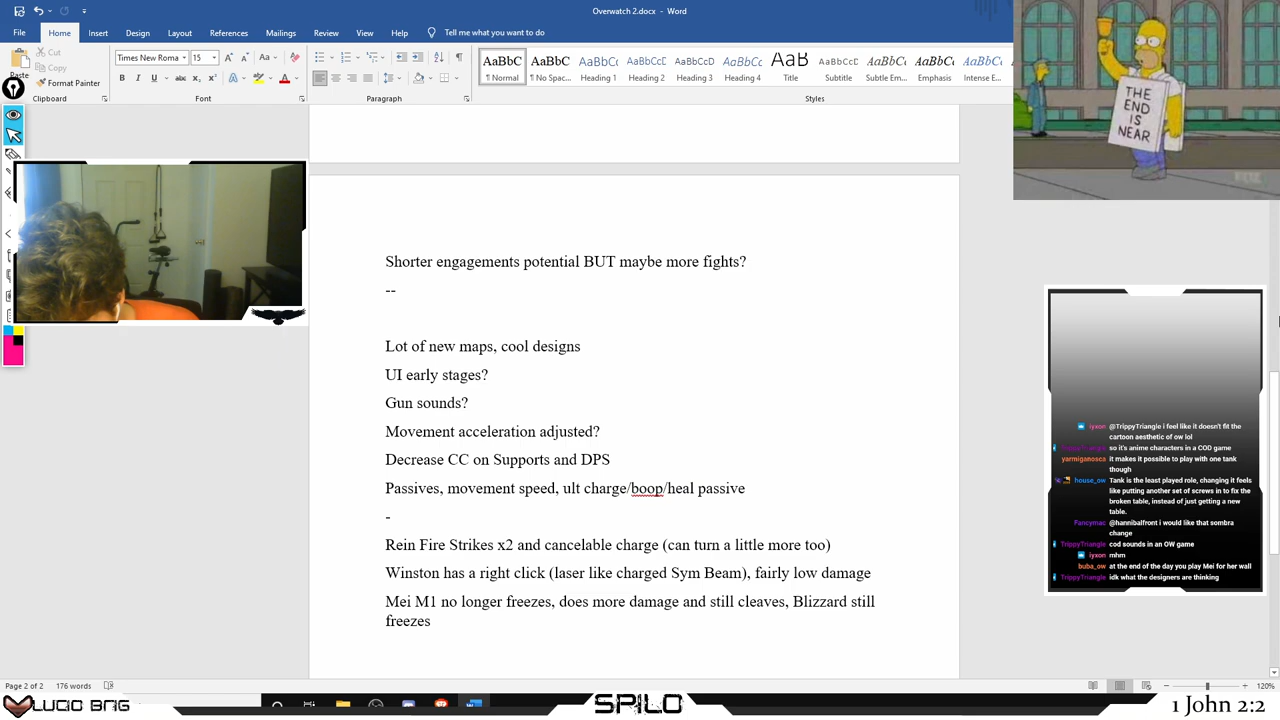 Overwatch 2.docx - Word
File Home Insert Design Layout References Mailings Review View Help Tell me what you want to do
Paste
Cut
Copy
Format Painter
Times New Roma 15
Clipboard Font Paragraph Styles
AaBbC AaBbC AaBbC AaBbCcD AaBbCcD AaBbCcD AaB AaBbCcD AaBbCcI AaBbCcI AaBbCcI
¶ Normal ¶ No Spac... Heading 1 Heading 2 Heading 3 Heading 4 Title Subtitle Subtle Em... Emphasis Intense E...
THE
END
IS
NEAR
Shorter engagements potential BUT maybe more fights?
--
Lot of new maps, cool designs
UI early stages?
Gun sounds?
Movement acceleration adjusted?
Decrease CC on Supports and DPS
Passives, movement speed, ult charge/boop/heal passive
-
Rein Fire Strikes x2 and cancelable charge (can turn a little more too)
Winston has a right click (laser like charged Sym Beam), fairly low damage
Mei M1 no longer freezes, does more damage and still cleaves, Blizzard still
freezes
iyxon @TrippyTriangle i feel like it doesn't fit the
cartoon aesthetic of ow lol
TrippyTriangle so it's anime characters in a COD game
yarmiganosca it makes it possible to play with one tank
though
house_ow Tank is the least played role, changing it feels
like putting another set of screws in to fix the
broken table, instead of just getting a new
table.
Fancymac @hannibalfront i would like that sombra
change
TrippyTriangle cod sounds in an OW game
iyxon mhm
buba_ow at the end of the day you play Mei for her wall
TrippyTriangle idk what the designers are thinking
Page 2 of 2 176 words 120%
SPILO
1 John 2:2